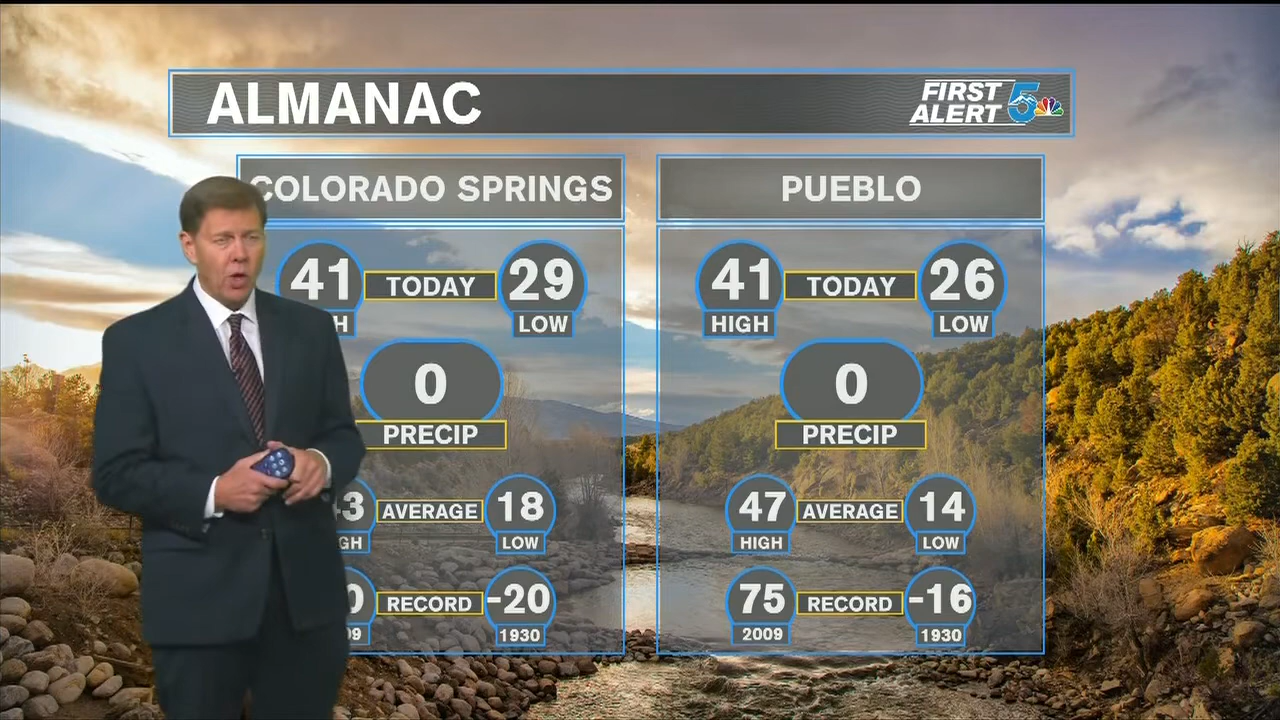 ALMANAC
FIRST
ALERT 5
COLORADO SPRINGS
41 TODAY 29
LOW
0
PRECIP
AVERAGE 18
LOW
RECORD -20
1930
PUEBLO
41 TODAY 26
HIGH LOW
0
PRECIP
47 AVERAGE 14
HIGH LOW
75 RECORD -16
2009 1930